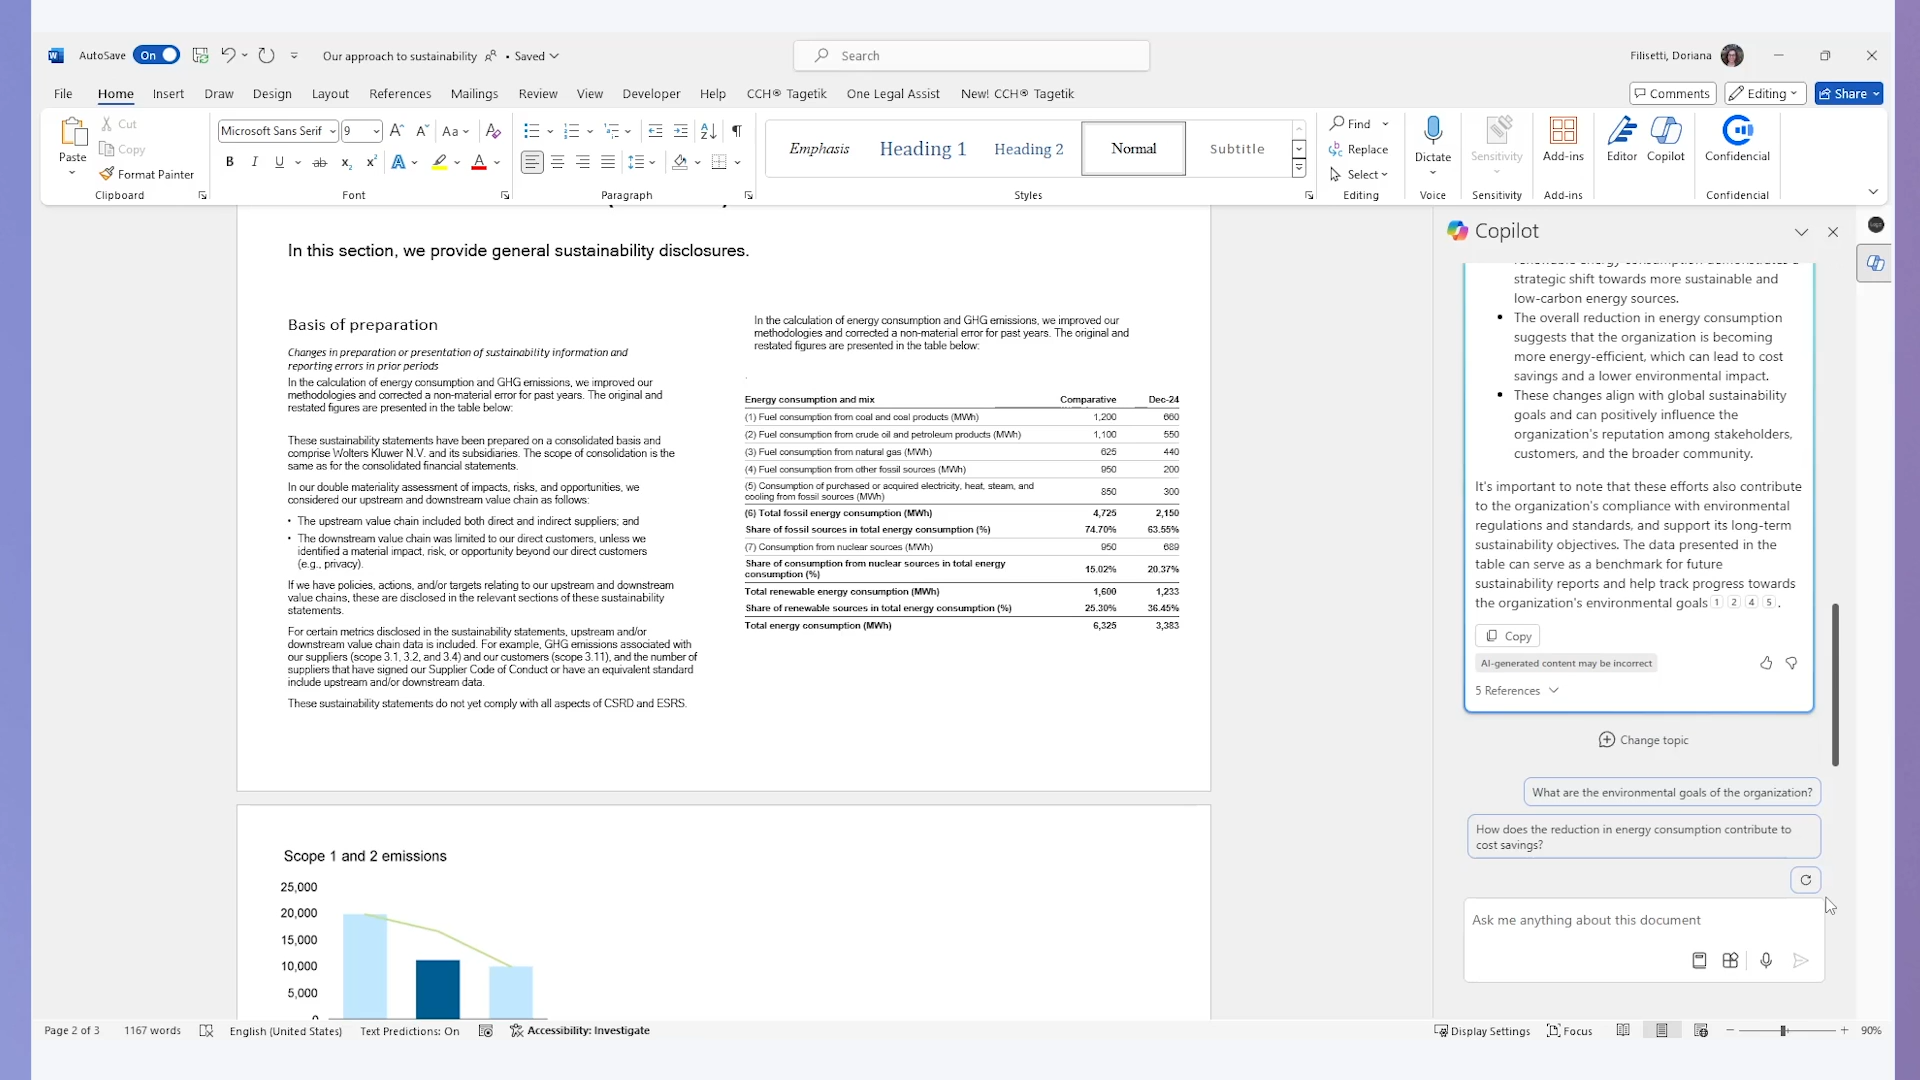 AutoSave On Our approach to sustainability • Saved Search Filisetti, Doriana
File Home Insert Draw Design Layout References Mailings Review View Developer Help CCH® Tagetik One Legal Assist New! CCH® Tagetik Comments Editing Share
Paste
Cut
Copy
Format Painter
Clipboard
Microsoft Sans Serif 9
Font
Paragraph
Emphasis Heading 1 Heading 2 Normal Subtitle
Styles
Find
Replace
Select
Editing
Dictate
Voice
Sensitivity
Sensitivity
Add-ins
Add-ins
Editor Copilot
Confidential
Confidential
In this section, we provide general sustainability disclosures.
Basis of preparation
Changes in preparation or presentation of sustainability information and
reporting errors in prior periods
In the calculation of energy consumption and GHG emissions, we improved our
methodologies and corrected a non-material error for past years. The original and
restated figures are presented in the table below:
These sustainability statements have been prepared on a consolidated basis and
comprise Wolters Kluwer N.V. and its subsidiaries. The scope of consolidation is the
same as for the consolidated financial statements.
In our double materiality assessment of impacts, risks, and opportunities, we
considered our upstream and downstream value chain as follows:
• The upstream value chain included both direct and indirect suppliers; and
• The downstream value chain was limited to our direct customers, unless we
identified a material impact, risk, or opportunity beyond our direct customers
(e.g., privacy).
If we have policies, actions, and/or targets relating to our upstream and downstream
value chains, these are disclosed in the relevant sections of these sustainability
statements.
For certain metrics disclosed in the sustainability statements, upstream and/or
downstream value chain data is included. For example, GHG emissions associated with
our suppliers (scope 3.1, 3.2, and 3.4) and our customers (scope 3.11), and the number of
suppliers that have signed our Supplier Code of Conduct or have an equivalent standard
include upstream and/or downstream data.
These sustainability statements do not yet comply with all aspects of CSRD and ESRS.
In the calculation of energy consumption and GHG emissions, we improved our
methodologies and corrected a non-material error for past years. The original and
restated figures are presented in the table below:
Energy consumption and mix Comparative Dec-24
(1) Fuel consumption from coal and coal products (MWh) 1,200 660
(2) Fuel consumption from crude oil and petroleum products (MWh) 1,100 550
(3) Fuel consumption from natural gas (MWh) 625 440
(4) Fuel consumption from other fossil sources (MWh) 950 200
(5) Consumption of purchased or acquired electricity, heat, steam, and
cooling from fossil sources (MWh) 850 300
(6) Total fossil energy consumption (MWh) 4,725 2,150
Share of fossil sources in total energy consumption (%) 74.70% 63.55%
(7) Consumption from nuclear sources (MWh) 950 689
Share of consumption from nuclear sources in total energy
consumption (%) 15.02% 20.37%
Total renewable energy consumption (MWh) 1,600 1,233
Share of renewable sources in total energy consumption (%) 25.30% 36.45%
Total energy consumption (MWh) 6,325 3,383
Scope 1 and 2 emissions
25,000
20,000
15,000
10,000
5,000
Copilot
strategic shift towards more sustainable and
low-carbon energy sources.
• The overall reduction in energy consumption
suggests that the organization is becoming
more energy-efficient, which can lead to cost
savings and a lower environmental impact.
• These changes align with global sustainability
goals and can positively influence the
organization's reputation among stakeholders,
customers, and the broader community.
It's important to note that these efforts also contribute
to the organization's compliance with environmental
regulations and standards, and support its long-term
sustainability objectives. The data presented in the
table can serve as a benchmark for future
sustainability reports and help track progress towards
the organization's environmental goals 1 2 4 5 .
Copy
AI-generated content may be incorrect
5 References
Change topic
What are the environmental goals of the organization?
How does the reduction in energy consumption contribute to
cost savings?
Ask me anything about this document
Page 2 of 3 1167 words English (United States) Text Predictions: On Accessibility: Investigate Display Settings Focus 90%